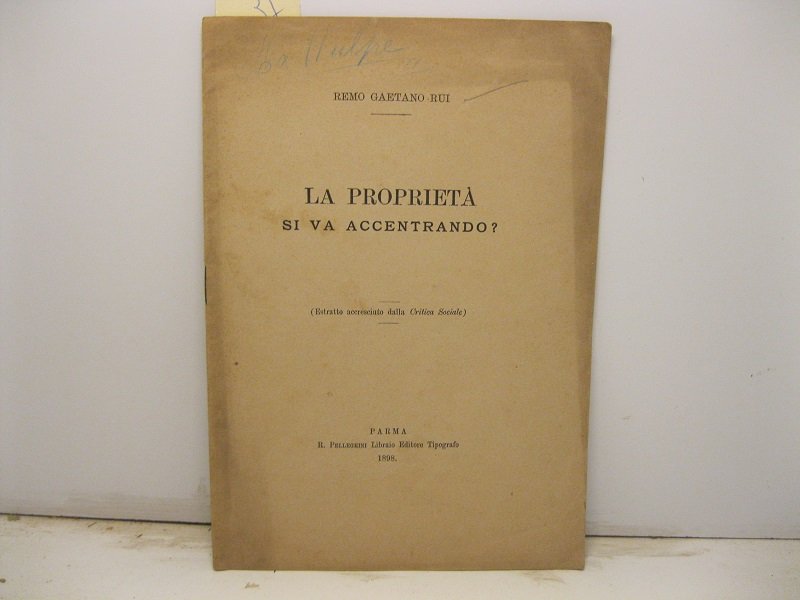 37
REMO GAETANO RUI
LA PROPRIETÀ
SI VA ACCENTRANDO?
(Estratto accresciuto dalla Critica Sociale)
PARMA
R. PELLEGRINI Libraio Editore Tipografo
1898.